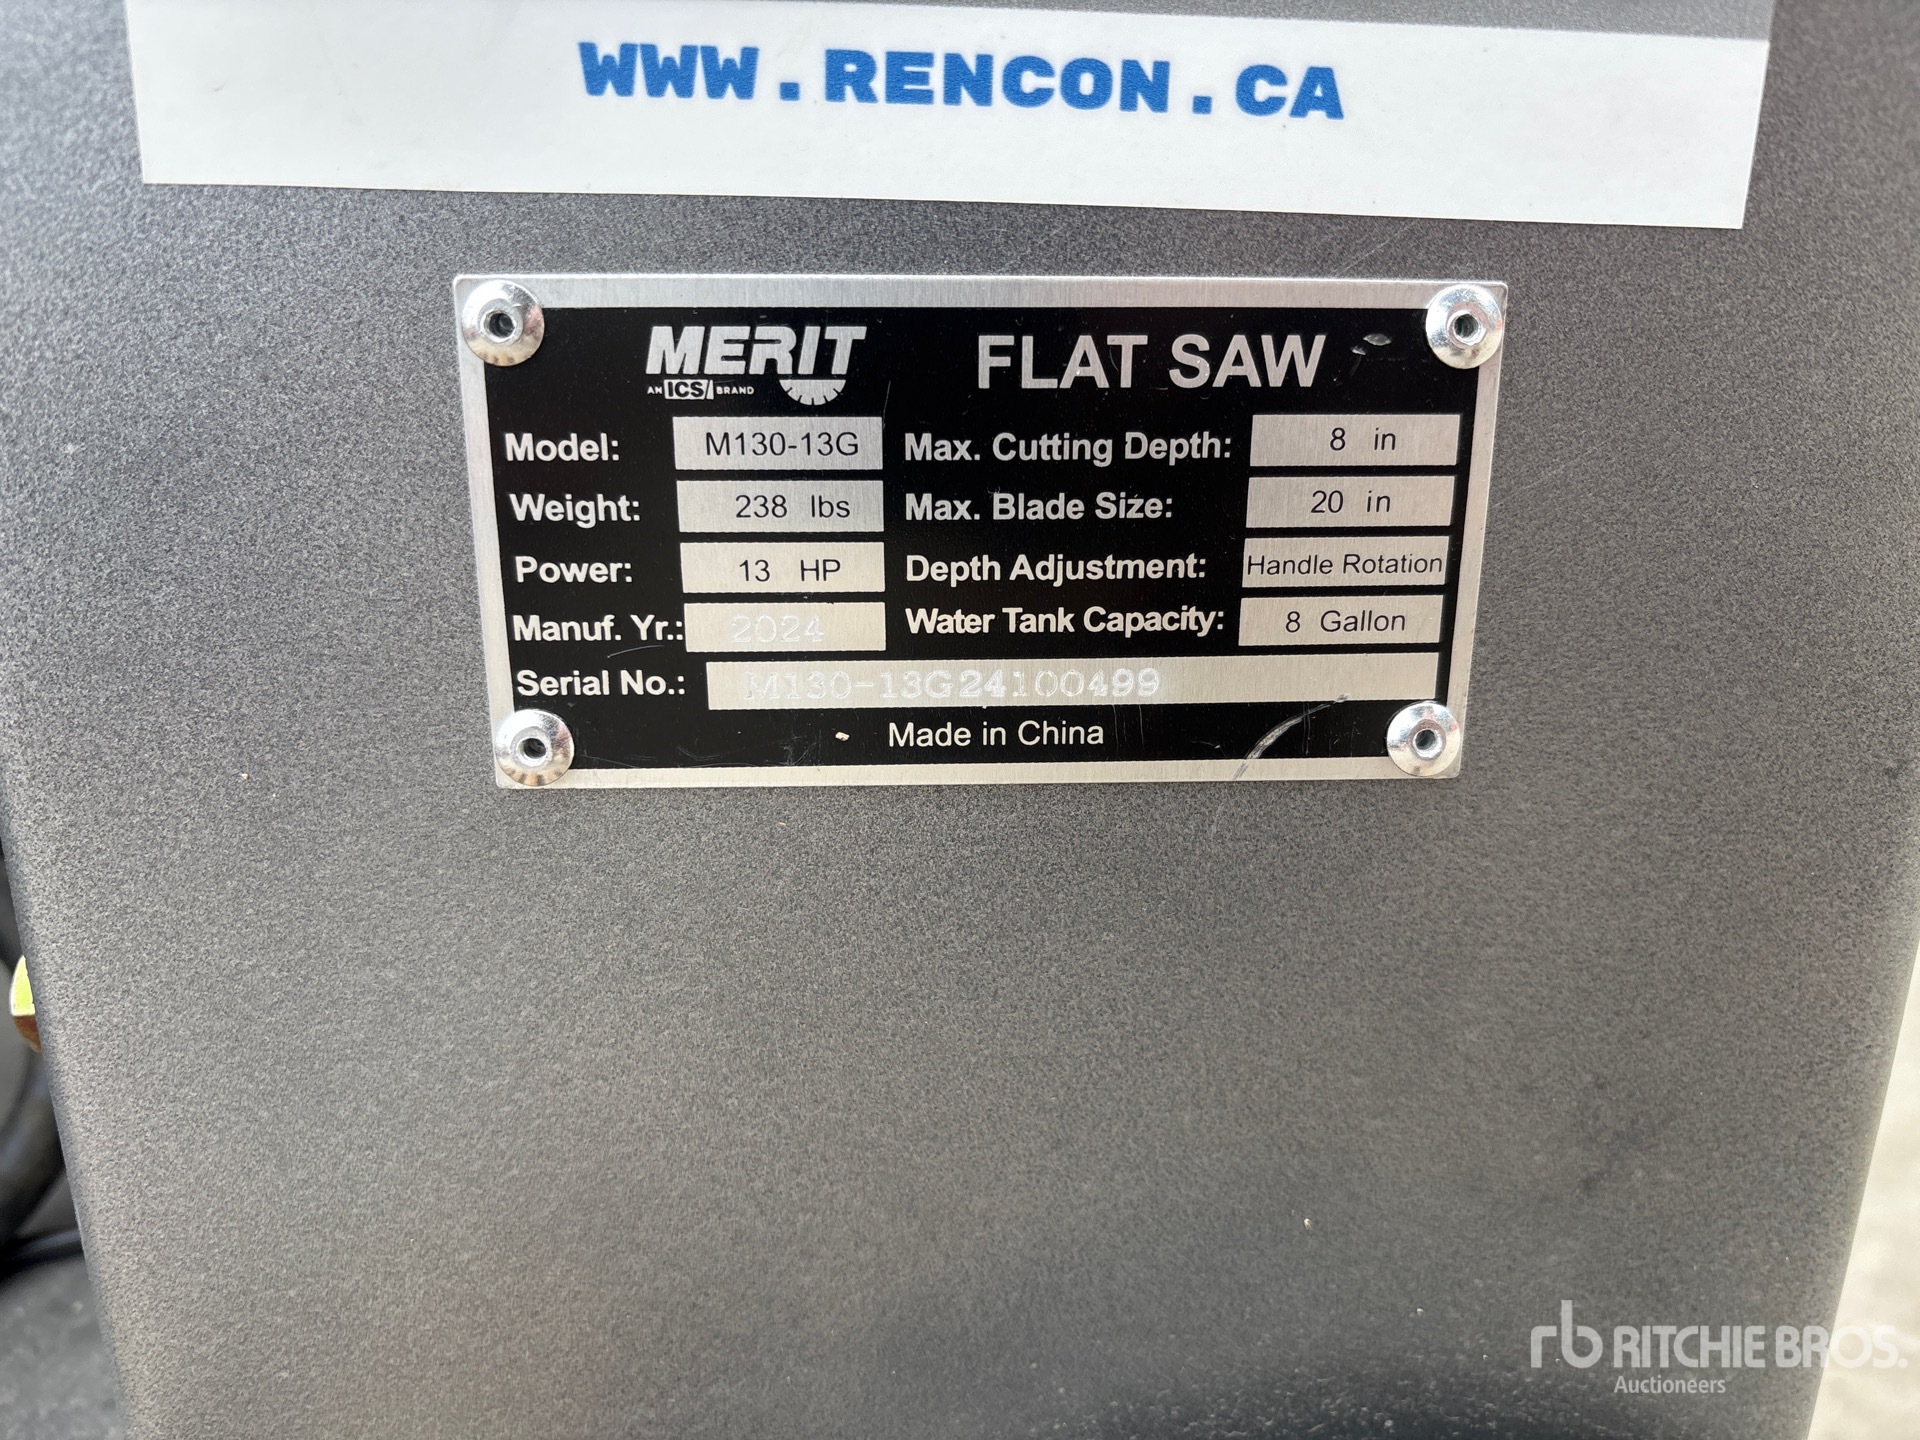 WWW.RENCON.CA
MERIT
AN ICS BRAND
FLAT SAW
Model: M130-13G Max. Cutting Depth: 8 in
Weight: 238 lbs Max. Blade Size: 20 in
Power: 13 HP Depth Adjustment: Handle Rotation
Manuf. Yr.: 2024 Water Tank Capacity: 8 Gallon
Serial No.: M130-13G24100499
Made in China
rb RITCHIE BROS.
Auctioneers